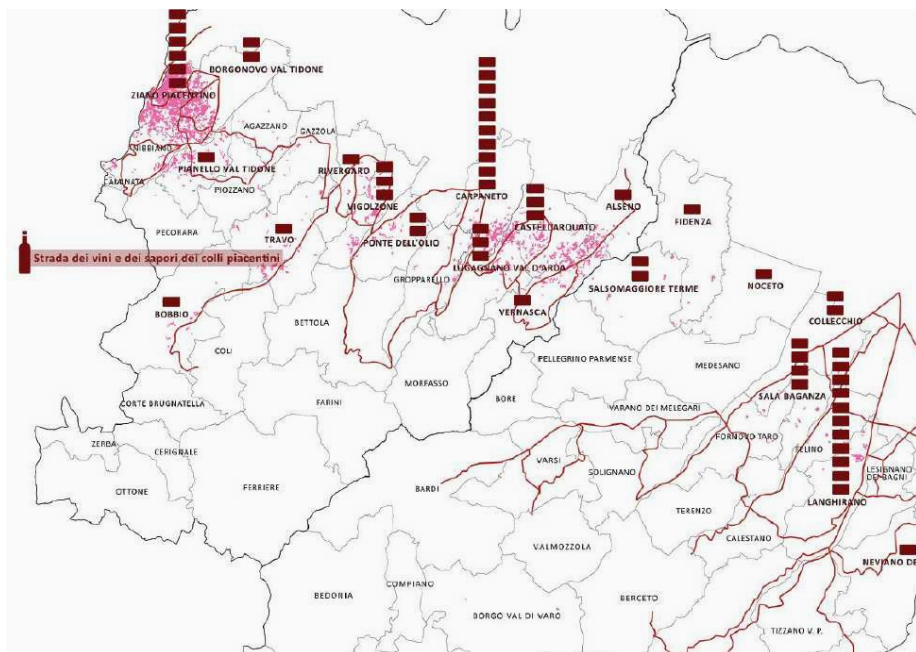 BORGONOVO VAL TIDONE
ZIANO PIACENTINO
AGAZZANO
GAZZOLA
NIBBIANO
PIANELLO VAL TIDONE
RIVERGARO
CAMINATA
PIOZZANO
VIGOLZONE
CARPANETO
ALSENO
PECORARA
TRAVO
PONTE DELL'OLIO
CASTELL'ARQUATO
FIDENZA
Strada dei vini e dei sapori dei colli piacentini
LUGAGNANO VAL D'ARDA
GROPPARELLO
SALSOMAGGIORE TERME
NOCETO
BOBBIO
BETTOLA
VERNASCA
COLLECCHIO
COLI
PELLEGRINO PARMENSE
MEDESANO
MORFASSO
CORTE BRUGNATELLA
FARINI
BORE
SALA BAGANZA
VARANO DEI MELEGARI
ZERBA
CERIGNALE
FORNOVO TARO
FELINO
VARSI
SOLIGNANO
LESIGNANO
DE BAGNI
OTTONE
FERRIERE
BARDI
LANGHIRANO
TERENZO
CALESTANO
VALMOZZOLA
NEVIANO DE
COMPIANO
BEDONIA
BERCETO
BORGO VAL DI VARÒ
TIZZANO V. P.